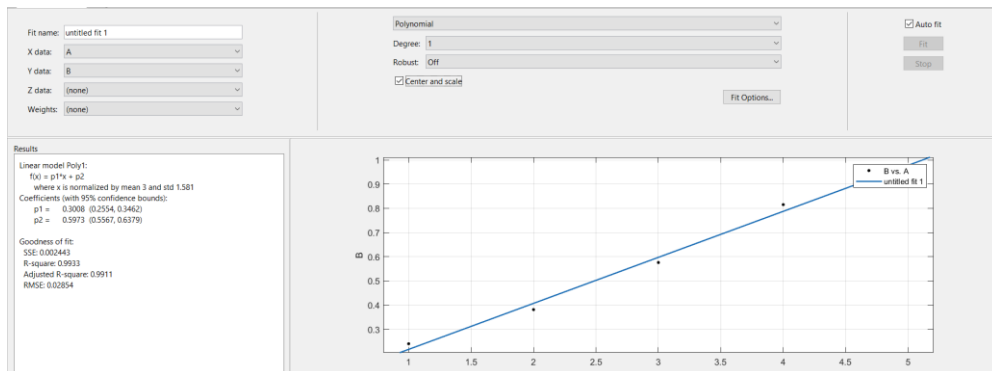 Fit name: untitled fit 1
X data: A
Y data: B
Z data: (none)
Weights: (none)
Polynomial
Degree: 1
Robust: Off
Center and scale
Fit Options...
Auto fit
Fit
Stop
Results
Linear model Poly1:
f(x) = p1*x + p2
where x is normalized by mean 3 and std 1.581
Coefficients (with 95% confidence bounds):
p1 = 0.3008 (0.2554, 0.3462)
p2 = 0.5973 (0.5567, 0.6379)
Goodness of fit:
SSE: 0.002443
R-square: 0.9933
Adjusted R-square: 0.9911
RMSE: 0.02854
B vs. A
untitled fit 1
1
0.9
0.8
0.7
0.6
0.5
0.4
0.3
B
1 1.5 2 2.5 3 3.5 4 4.5 5